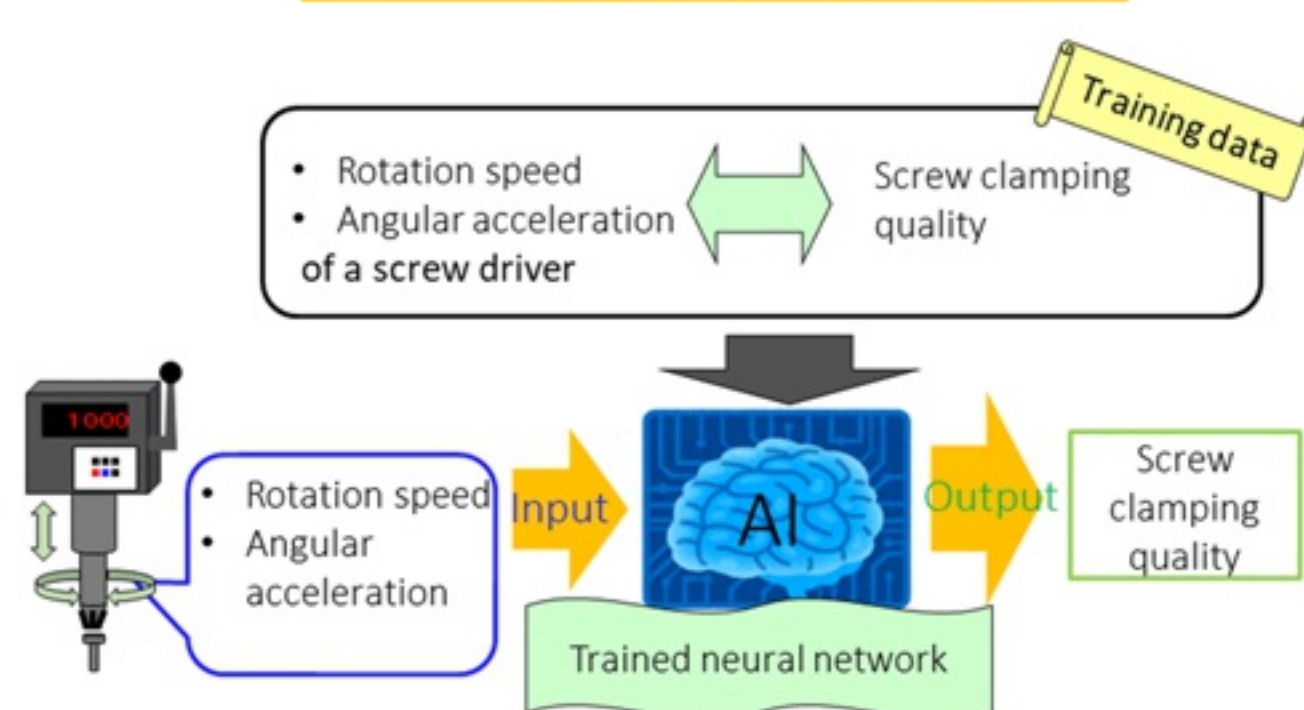 Training data
• Rotation speed
• Angular acceleration
of a screw driver
Screw clamping
quality
1000
• Rotation speed
• Angular
acceleration
Input
AI
Output
Screw
clamping
quality
Trained neural network